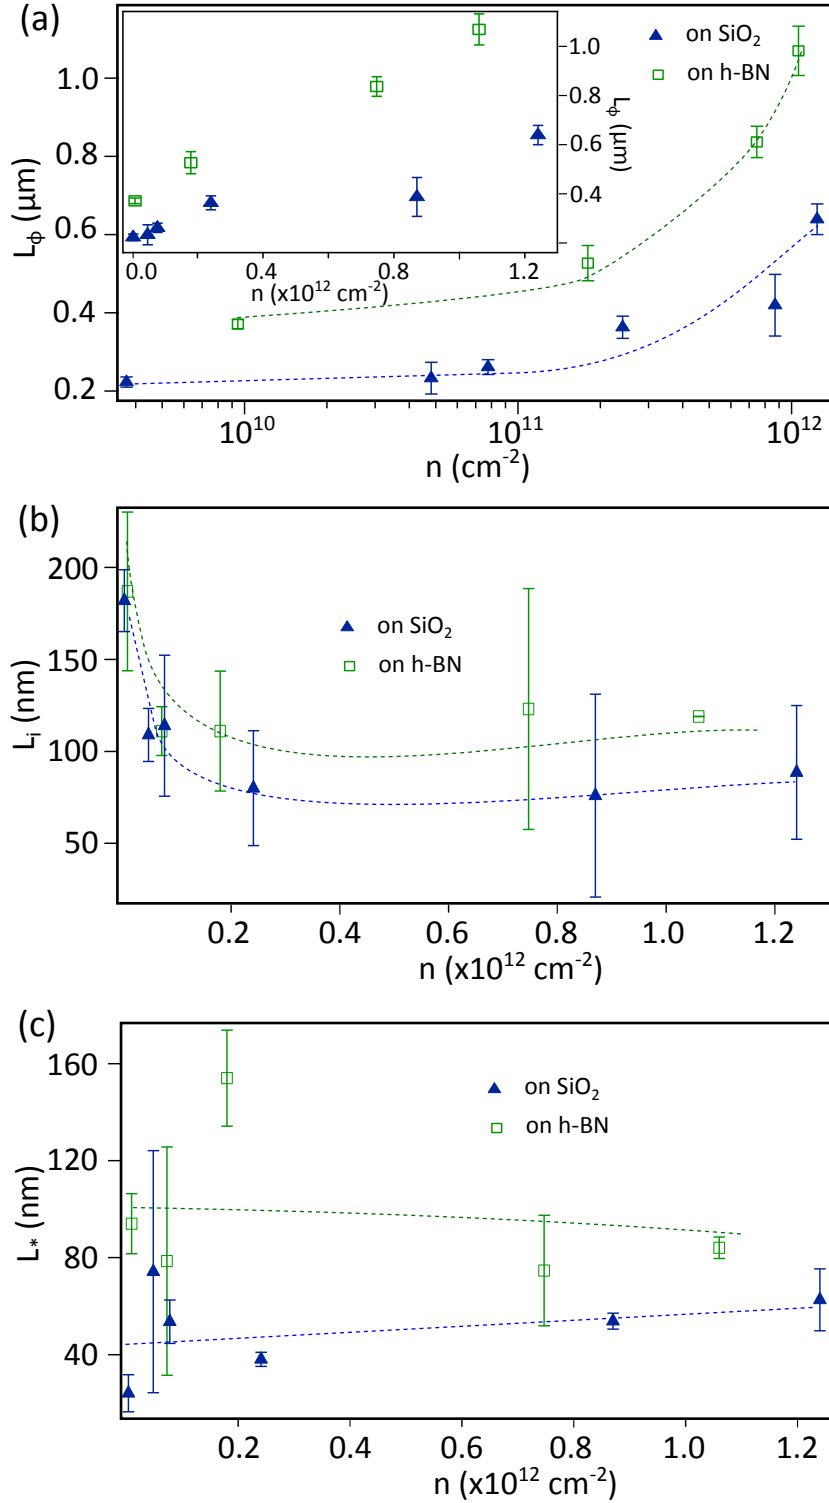 (a)
on SiO₂
on h-BN
1.0
0.8
0.6
0.4
0.2
Lϕ (µm)
1.0
0.8
0.6
0.4
Lϕ (µm)
0.0 0.4 0.8 1.2
n (x10¹² cm⁻²)
10¹⁰ 10¹¹ 10¹²
n (cm⁻²)
(b)
200
150
100
50
Lᵢ (nm)
on SiO₂
on h-BN
0.2 0.4 0.6 0.8 1.0 1.2
n (x10¹² cm⁻²)
(c)
160
120
80
40
L* (nm)
on SiO₂
on h-BN
0.2 0.4 0.6 0.8 1.0 1.2
n (x10¹² cm⁻²)